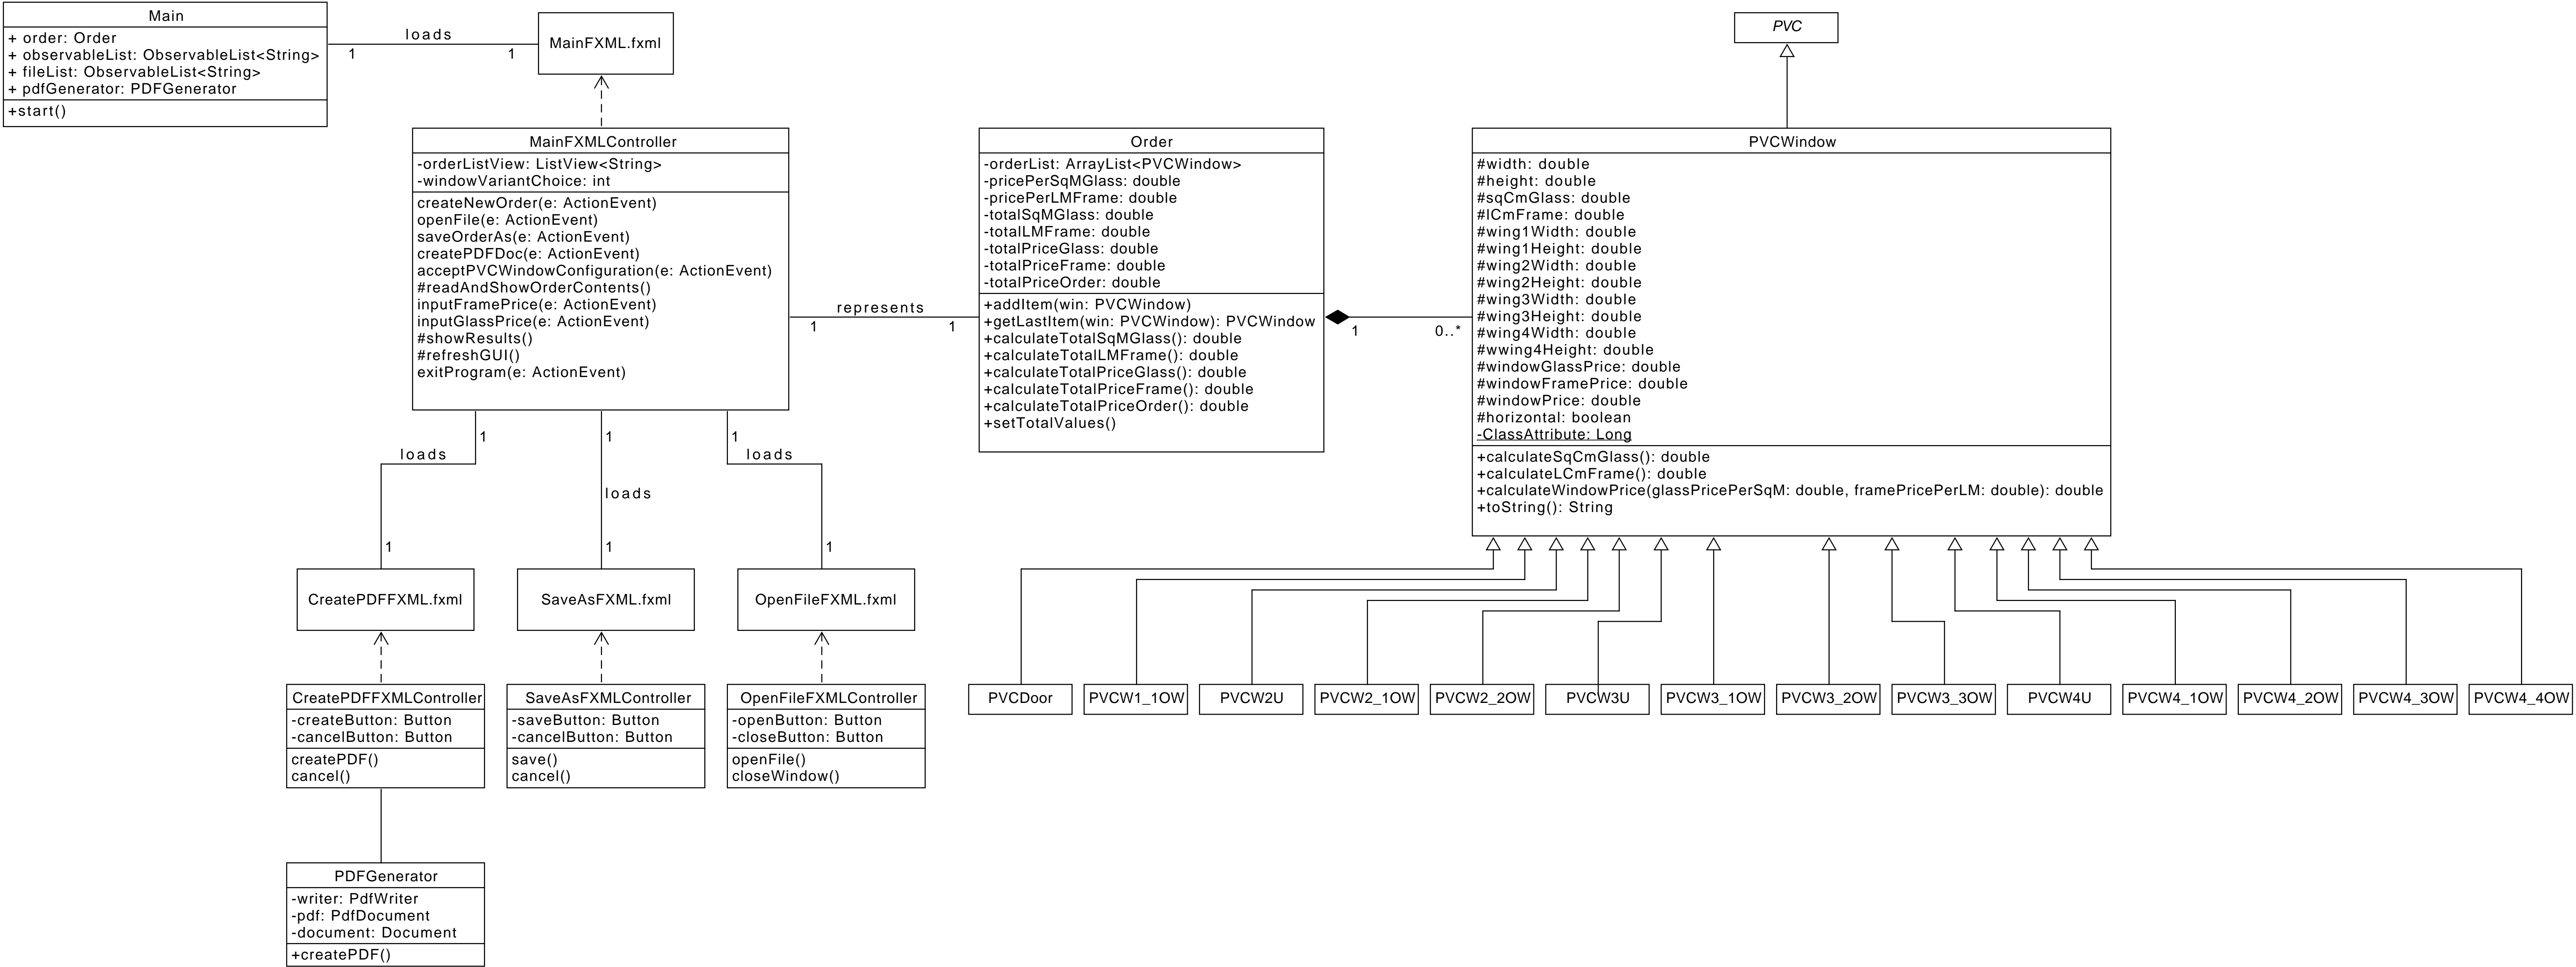 Main
+ order: Order
+ observableList: ObservableList<String>
+ fileList: ObservableList<String>
+ pdfGenerator: PDFGenerator
+start()
loads
1
1
MainFXML.fxml
PVC
MainFXMLController
-orderListView: ListView<String>
-windowVariantChoice: int
createNewOrder(e: ActionEvent)
openFile(e: ActionEvent)
saveOrderAs(e: ActionEvent)
createPDFDoc(e: ActionEvent)
acceptPVCWindowConfiguration(e: ActionEvent)
#readAndShowOrderContents()
inputFramePrice(e: ActionEvent)
inputGlassPrice(e: ActionEvent)
#showResults()
#refreshGUI()
exitProgram(e: ActionEvent)
represents
1
1
Order
-orderList: ArrayList<PVCWindow>
-pricePerSqMGlass: double
-pricePerLMFrame: double
-totalSqMGlass: double
-totalLMFrame: double
-totalPriceGlass: double
-totalPriceFrame: double
-totalPriceOrder: double
+addItem(win: PVCWindow)
+getLastItem(win: PVCWindow): PVCWindow
+calculateTotalSqMGlass(): double
+calculateTotalLMFrame(): double
+calculateTotalPriceGlass(): double
+calculateTotalPriceFrame(): double
+calculateTotalPriceOrder(): double
+setTotalValues()
1
0..*
PVCWindow
#width: double
#height: double
#sqCmGlass: double
#lCmFrame: double
#wing1Width: double
#wing1Height: double
#wing2Width: double
#wing2Height: double
#wing3Width: double
#wing3Height: double
#wing4Width: double
#wwing4Height: double
#windowGlassPrice: double
#windowFramePrice: double
#windowPrice: double
#horizontal: boolean
-ClassAttribute: Long
+calculateSqCmGlass(): double
+calculateLCmFrame(): double
+calculateWindowPrice(glassPricePerSqM: double, framePricePerLM: double): double
+toString(): String
1
1
1
loads
loads
loads
1
1
1
CreatePDFFXML.fxml
SaveAsFXML.fxml
OpenFileFXML.fxml
CreatePDFFXMLController
-createButton: Button
-cancelButton: Button
createPDF()
cancel()
SaveAsFXMLController
-saveButton: Button
-cancelButton: Button
save()
cancel()
OpenFileFXMLController
-openButton: Button
-closeButton: Button
openFile()
closeWindow()
PVCDoor
PVCW1_1OW
PVCW2U
PVCW2_1OW
PVCW2_2OW
PVCW3U
PVCW3_1OW
PVCW3_2OW
PVCW3_3OW
PVCW4U
PVCW4_1OW
PVCW4_2OW
PVCW4_3OW
PVCW4_4OW
PDFGenerator
-writer: PdfWriter
-pdf: PdfDocument
-document: Document
+createPDF()